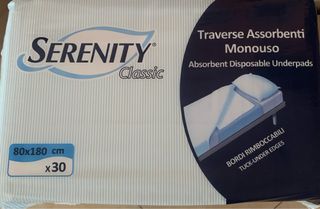 SERENITY®
Classic
80x180 cm
x30
Traverse Assorbenti
Monouso
Absorbent Disposable Underpads
BORDI RIMBOCCABILI
TUCK-UNDER EDGES